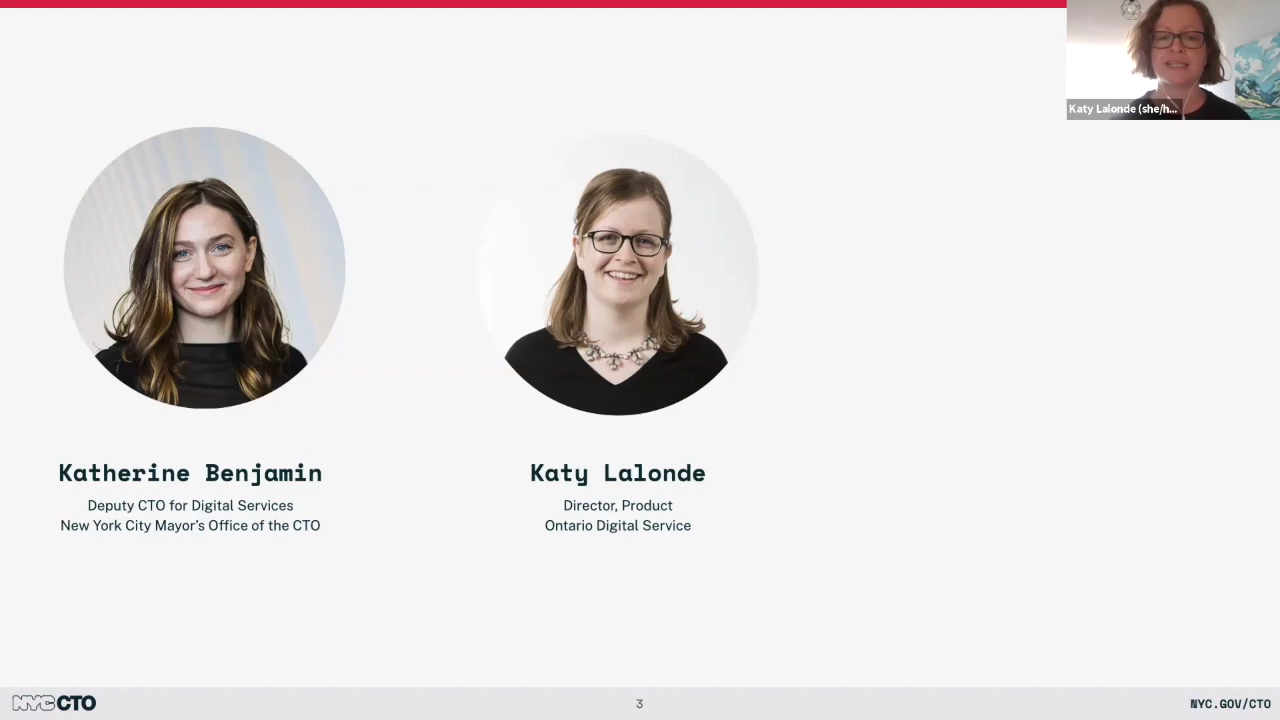 Katy Lalonde (she/h...
Katherine Benjamin
Deputy CTO for Digital Services
New York City Mayor’s Office of the CTO
Katy Lalonde
Director, Product
Ontario Digital Service
NYC CTO
3
NYC.GOV/CTO